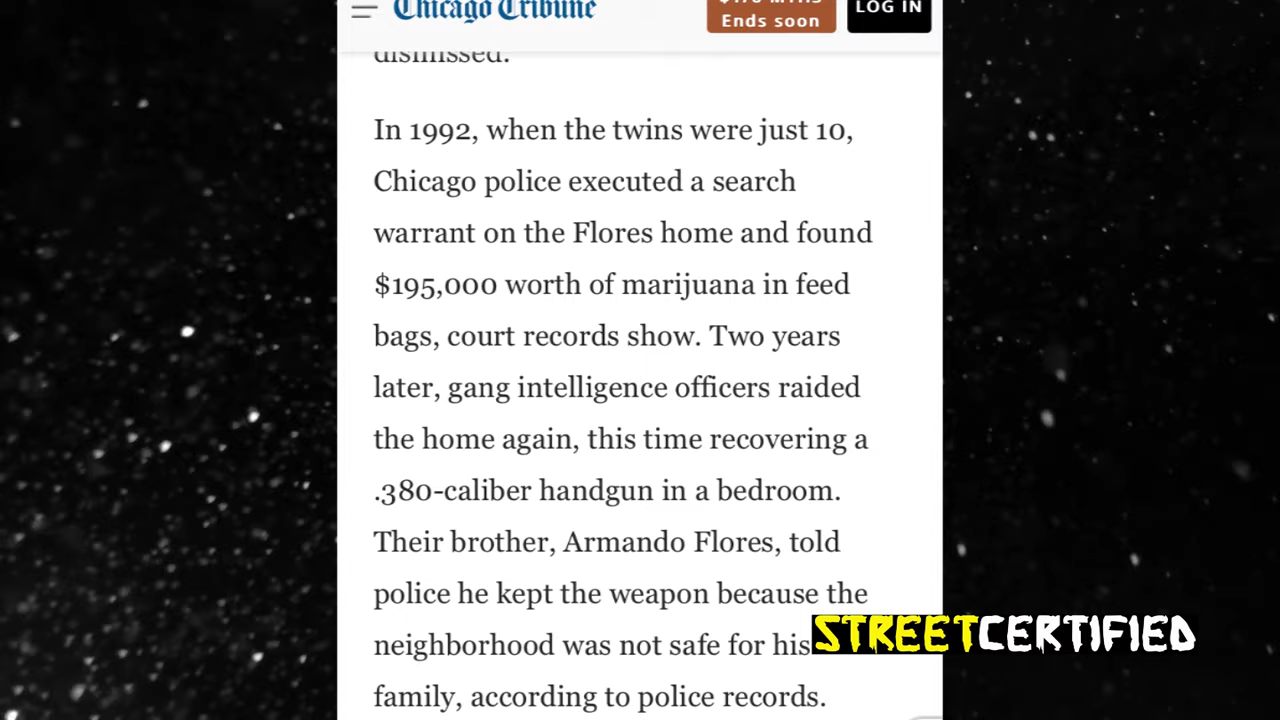 Chicago Tribune
Ends soon
LOG IN
dismissed.
In 1992, when the twins were just 10,
Chicago police executed a search
warrant on the Flores home and found
$195,000 worth of marijuana in feed
bags, court records show. Two years
later, gang intelligence officers raided
the home again, this time recovering a
.380-caliber handgun in a bedroom.
Their brother, Armando Flores, told
police he kept the weapon because the
neighborhood was not safe for his
family, according to police records.
STREETCERTIFIED